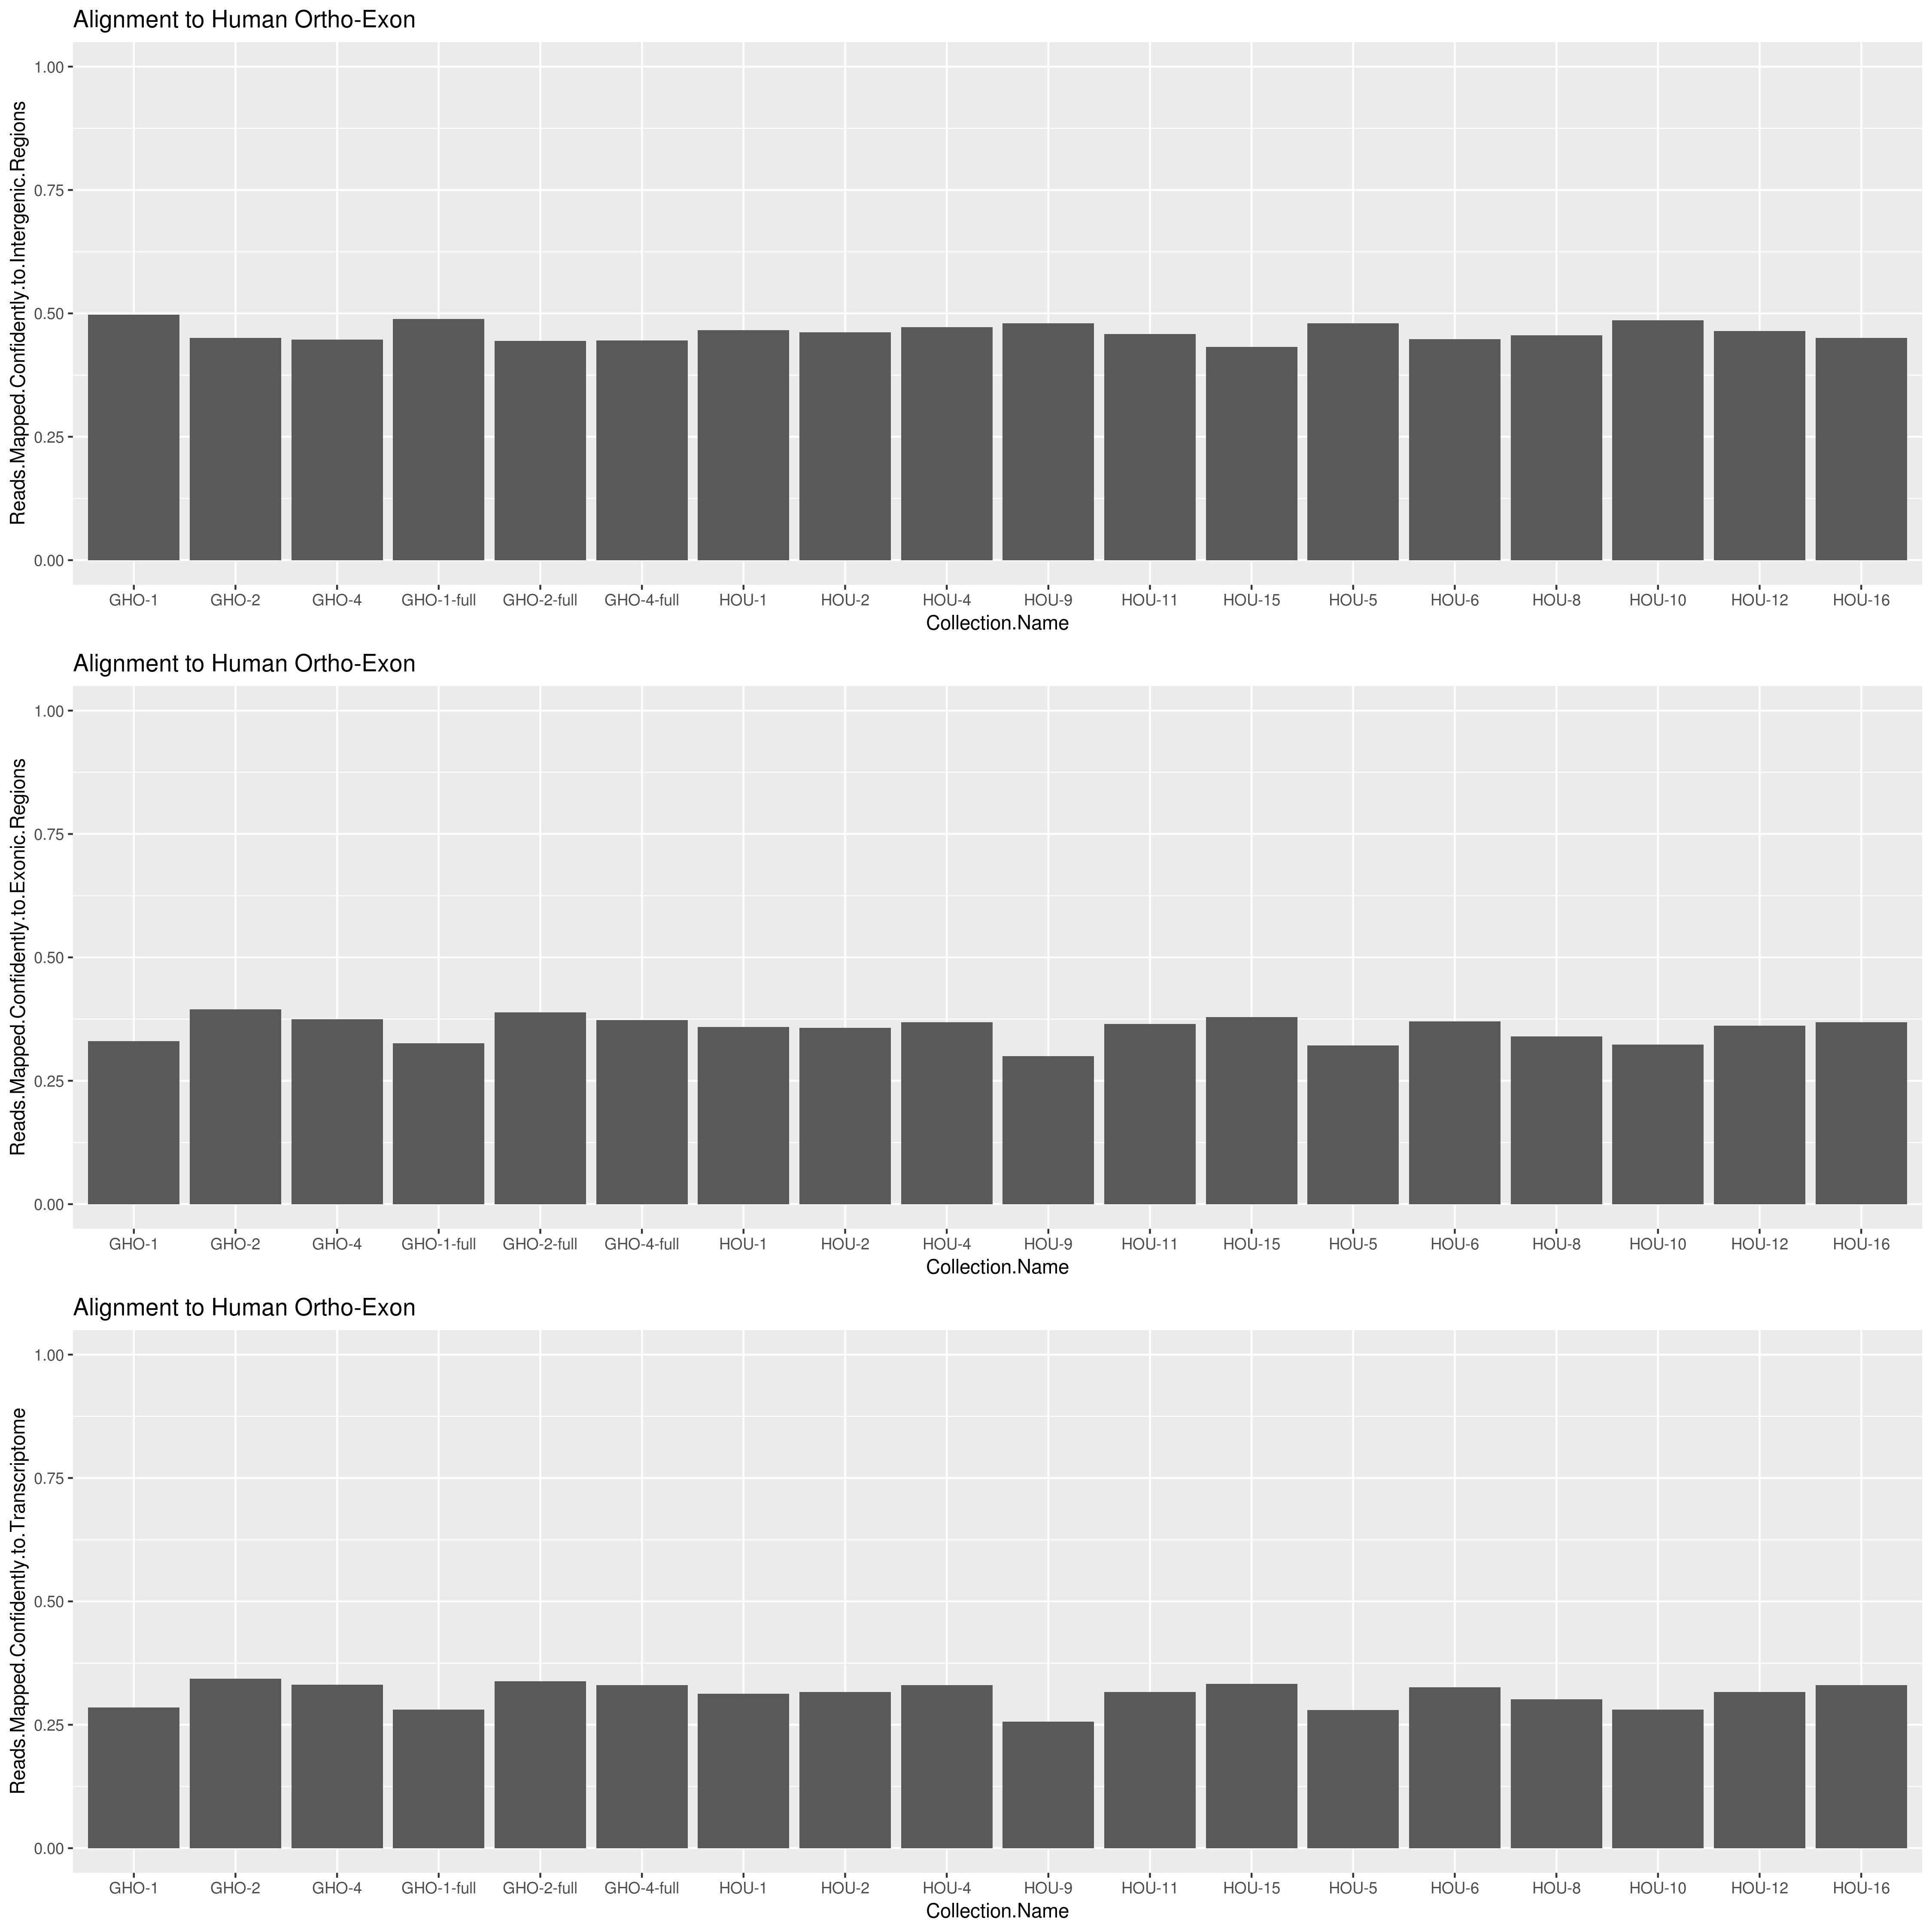 Alignment to Human Ortho-Exon
Reads.Mapped.Confidently.to.Intergenic.Regions
1.00
0.75
0.50
0.25
0.00
GHO-1 GHO-2 GHO-4 GHO-1-full GHO-2-full GHO-4-full HOU-1 HOU-2 HOU-4 HOU-9 HOU-11 HOU-15 HOU-5 HOU-6 HOU-8 HOU-10 HOU-12 HOU-16
Collection.Name
Alignment to Human Ortho-Exon
Reads.Mapped.Confidently.to.Exonic.Regions
1.00
0.75
0.50
0.25
0.00
GHO-1 GHO-2 GHO-4 GHO-1-full GHO-2-full GHO-4-full HOU-1 HOU-2 HOU-4 HOU-9 HOU-11 HOU-15 HOU-5 HOU-6 HOU-8 HOU-10 HOU-12 HOU-16
Collection.Name
Alignment to Human Ortho-Exon
Reads.Mapped.Confidently.to.Transcriptome
1.00
0.75
0.50
0.25
0.00
GHO-1 GHO-2 GHO-4 GHO-1-full GHO-2-full GHO-4-full HOU-1 HOU-2 HOU-4 HOU-9 HOU-11 HOU-15 HOU-5 HOU-6 HOU-8 HOU-10 HOU-12 HOU-16
Collection.Name